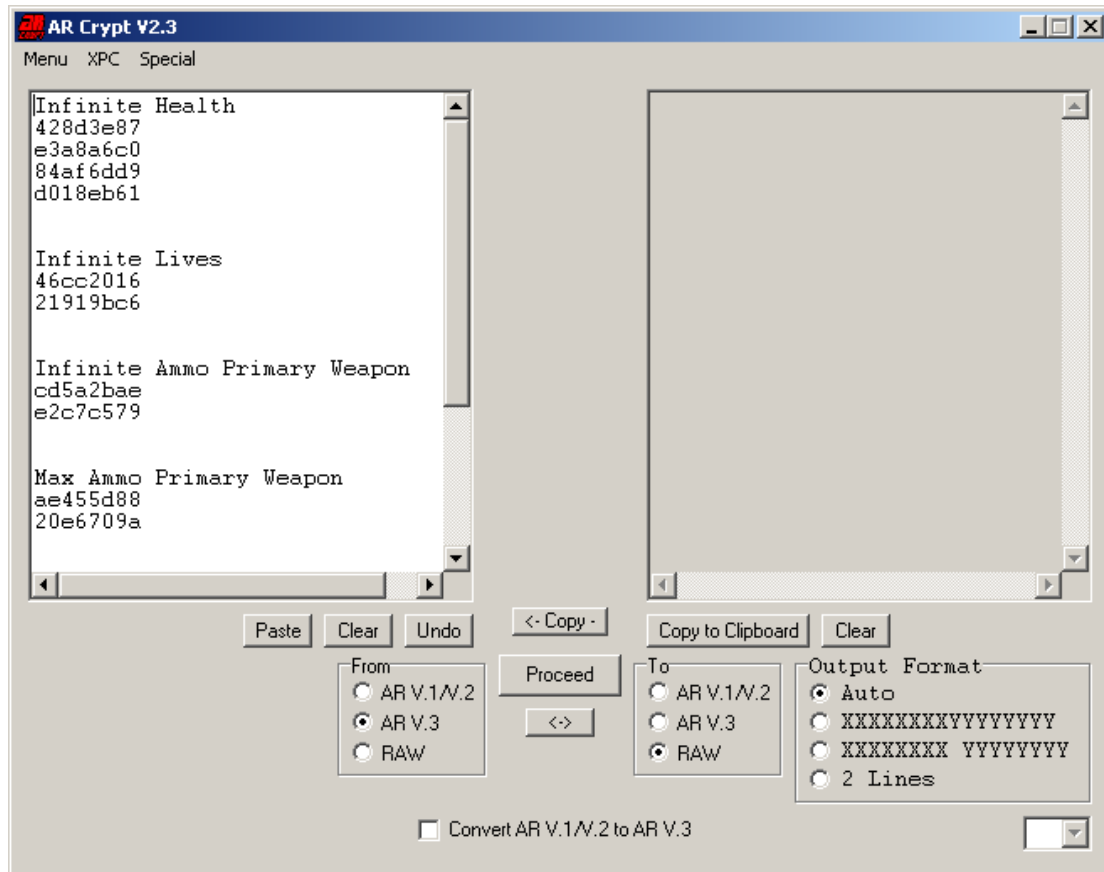 AR Crypt V2.3
Menu XPC Special
Infinite Health
428d3e87
e3a8a6c0
84af6dd9
d018eb61
Infinite Lives
46cc2016
21919bc6
Infinite Ammo Primary Weapon
cd5a2bae
e2c7c579
Max Ammo Primary Weapon
ae455d88
20e6709a
Paste Clear Undo
<- Copy -
Copy to Clipboard Clear
From
AR V.1/V.2
AR V.3
RAW
Proceed
<->
To
AR V.1/V.2
AR V.3
RAW
Output Format
Auto
XXXXXXXXYYYYYYYY
XXXXXXXX YYYYYYYY
2 Lines
Convert AR V.1/V.2 to AR V.3